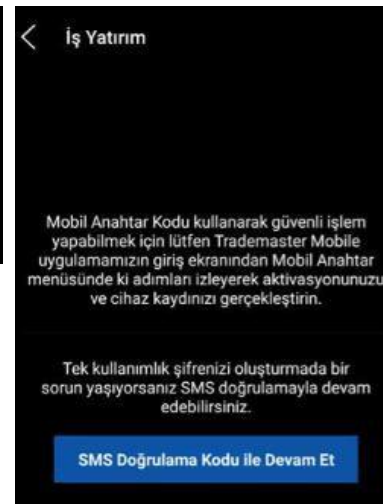 İş Yatırım
Mobil Anahtar Kodu kullanarak güvenli işlem
yapabilmek için lütfen Trademaster Mobile
uygulamamızın giriş ekranından Mobil Anahtar
menüsünde ki adımları izleyerek aktivasyonunuzu
ve cihaz kaydınızı gerçekleştirin.
Tek kullanımlık şifrenizi oluşturmada bir
sorun yaşıyorsanız SMS doğrulamayla devam
edebilirsiniz.
SMS Doğrulama Kodu ile Devam Et